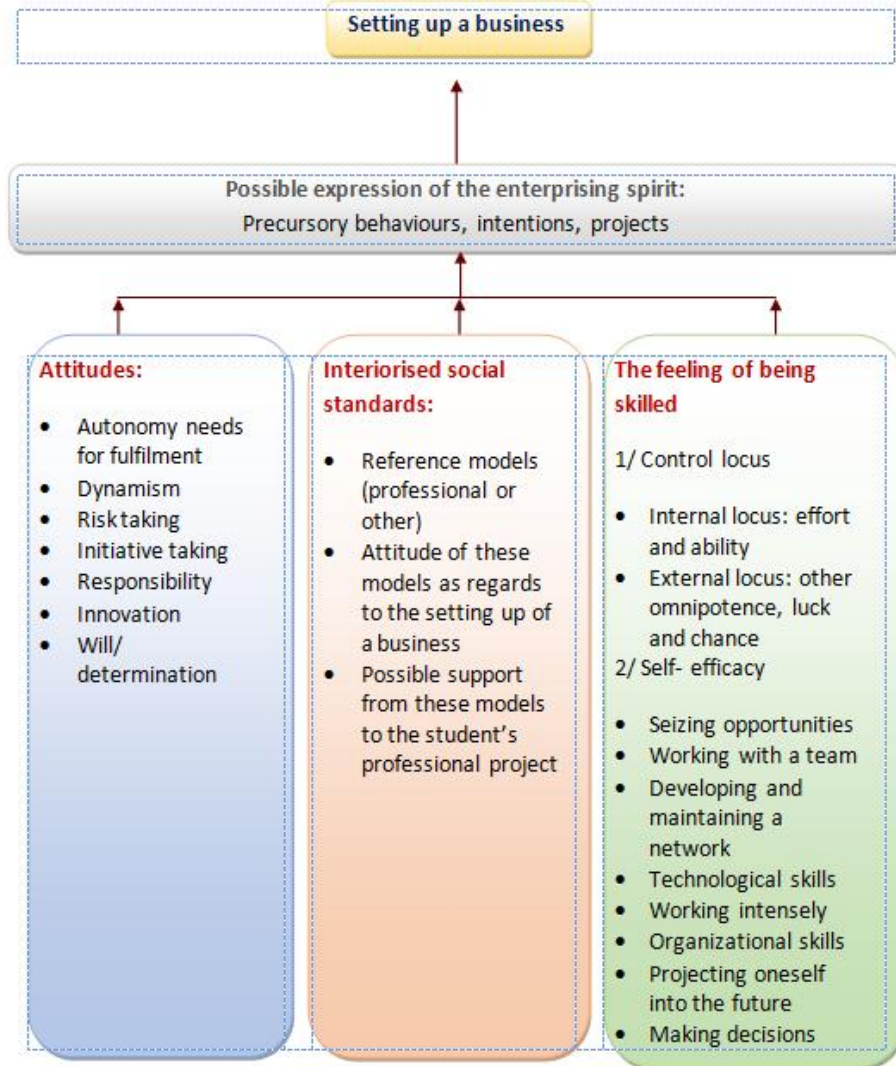 Setting up a business
Possible expression of the enterprising spirit:
Precursory behaviours, intentions, projects
Attitudes:
• Autonomy needs
for fulfilment
• Dynamism
• Risk taking
• Initiative taking
• Responsibility
• Innovation
• Will/
determination
Interiorised social
standards:
• Reference models
(professional or
other)
• Attitude of these
models as regards
to the setting up of
a business
• Possible support
from these models
to the student's
professional project
The feeling of being
skilled
1/ Control locus
• Internal locus: effort
and ability
• External locus: other
omnipotence, luck
and chance
2/ Self- efficacy
• Seizing opportunities
• Working with a team
• Developing and
maintaining a
network
• Technological skills
• Working intensely
• Organizational skills
• Projecting oneself
into the future
• Making decisions